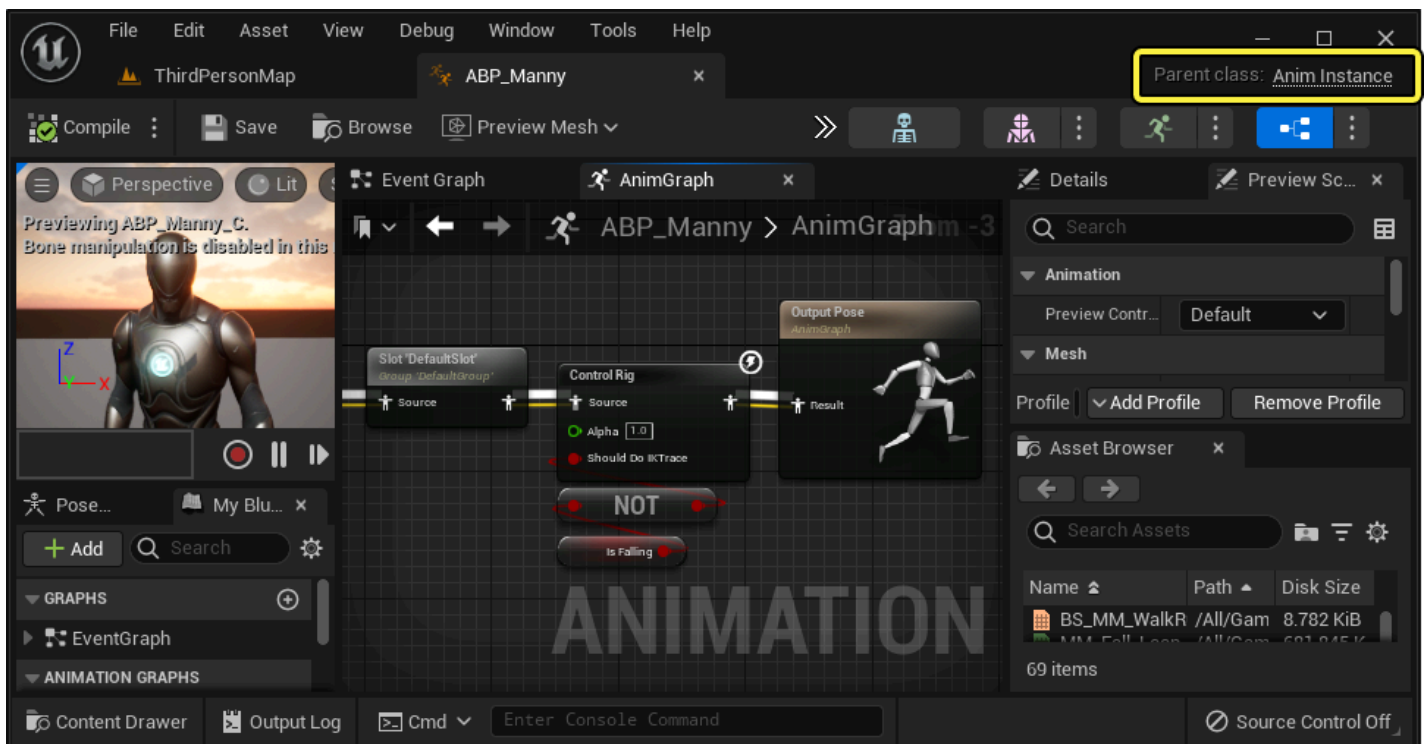 File Edit Asset View Debug Window Tools Help
ThirdPersonMap ABP_Manny
Parent class: Anim Instance
Compile Save Browse Preview Mesh
Perspective Lit
Event Graph AnimGraph
Details Preview Sc...
Previewing ABP_Manny_C.
Bone manipulation is disabled in this
ABP_Manny > AnimGraph -3
Search
Animation
Preview Contr... Default
Mesh
Profile Add Profile Remove Profile
Output Pose
AnimGraph
Result
Slot 'DefaultSlot'
Group 'DefaultGroup'
Source
Control Rig
Source
Alpha 1.0
Should Do IKTrace
NOT
Is Falling
ANIMATION
Z
Y X
Asset Browser
Search Assets
Name Path Disk Size
BS_MM_WalkR /All/Gam 8.782 KiB
69 items
Pose... My Blu...
+ Add Search
GRAPHS
EventGraph
ANIMATION GRAPHS
Content Drawer Output Log Cmd Enter Console Command Source Control Off